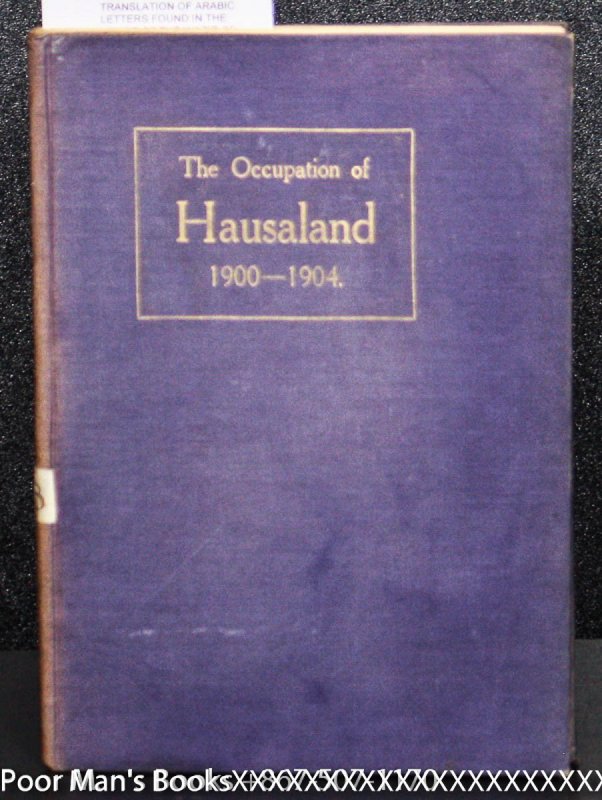 TRANSLATION OF ARABIC
LETTERS FOUND IN THE
The Occupation of
Hausaland
1900—1904.
Poor Man's Books